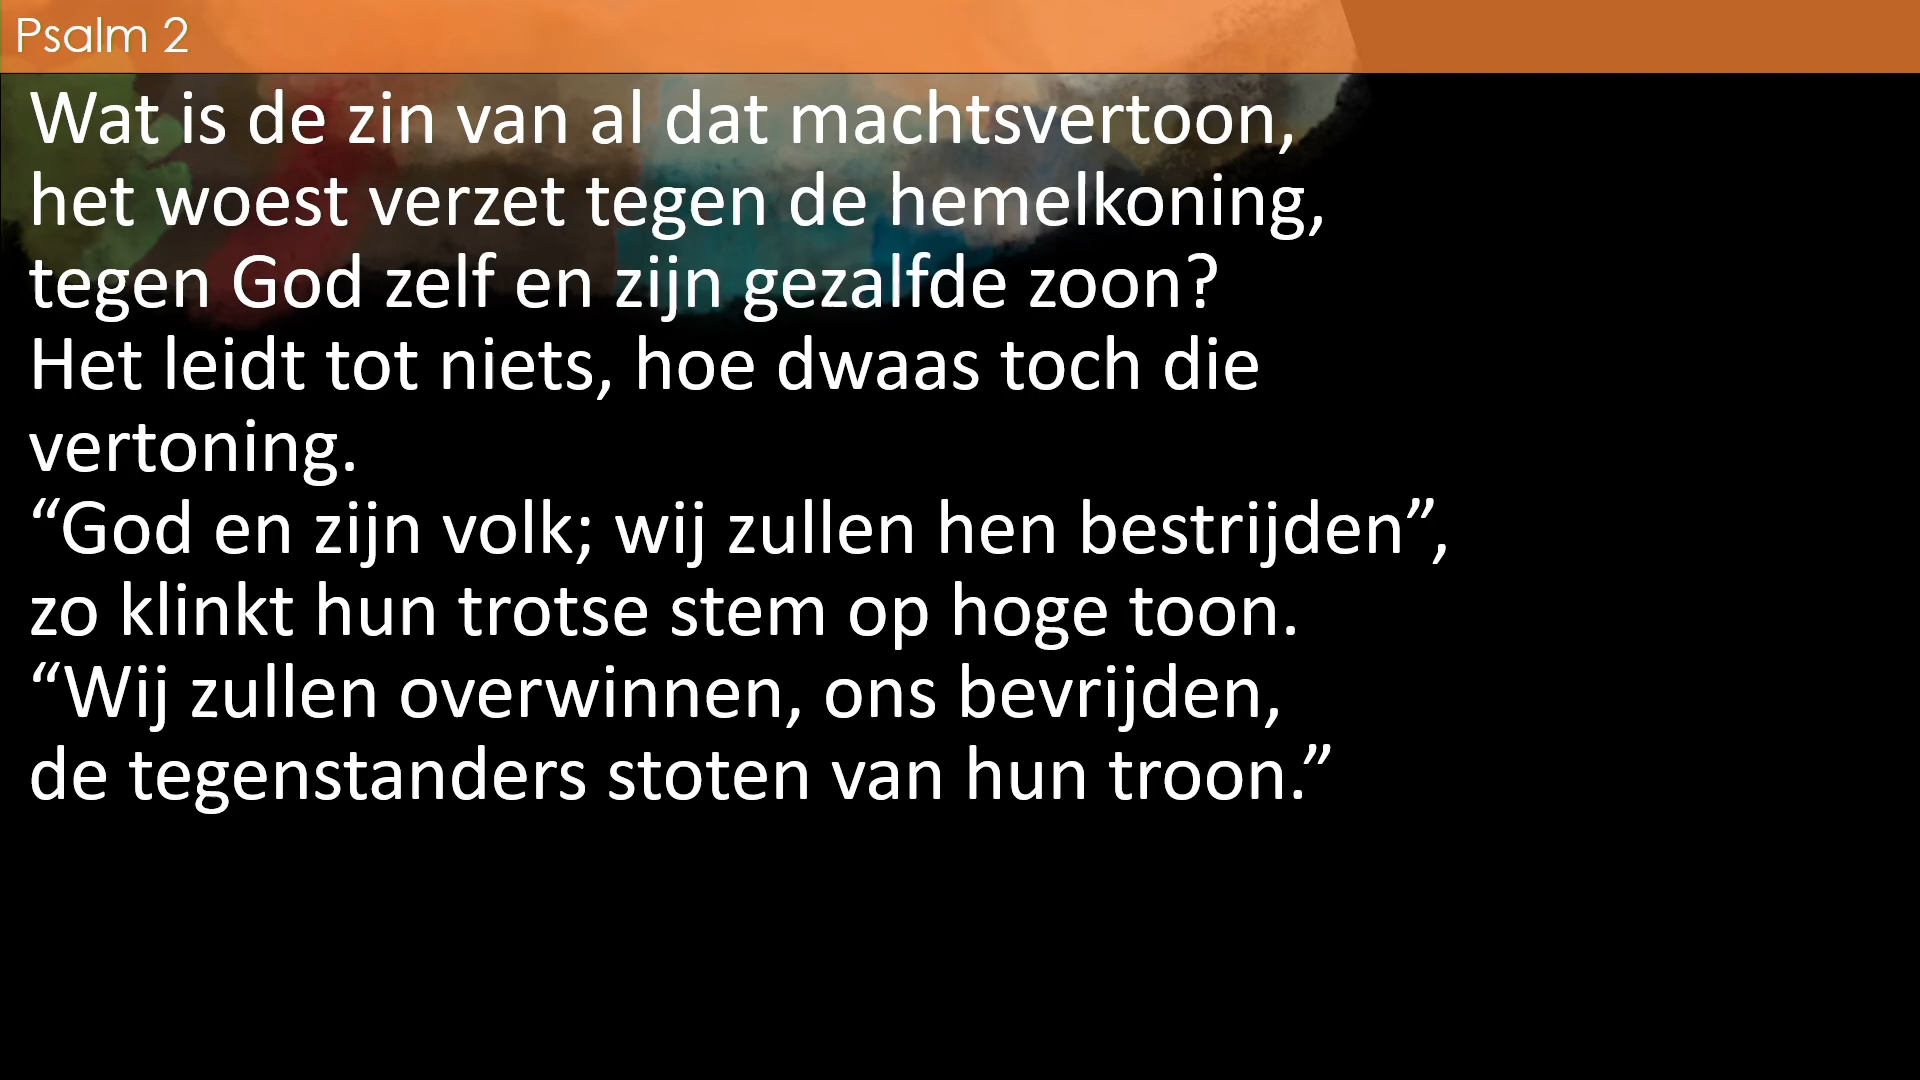 Psalm 2
Wat is de zin van al dat machtsvertoon,
het woest verzet tegen de hemelkoning,
tegen God zelf en zijn gezalfde zoon?
Het leidt tot niets, hoe dwaas toch die
vertoning.
“God en zijn volk; wij zullen hen bestrijden”,
zo klinkt hun trotse stem op hoge toon.
“Wij zullen overwinnen, ons bevrijden,
de tegenstanders stoten van hun troon.”